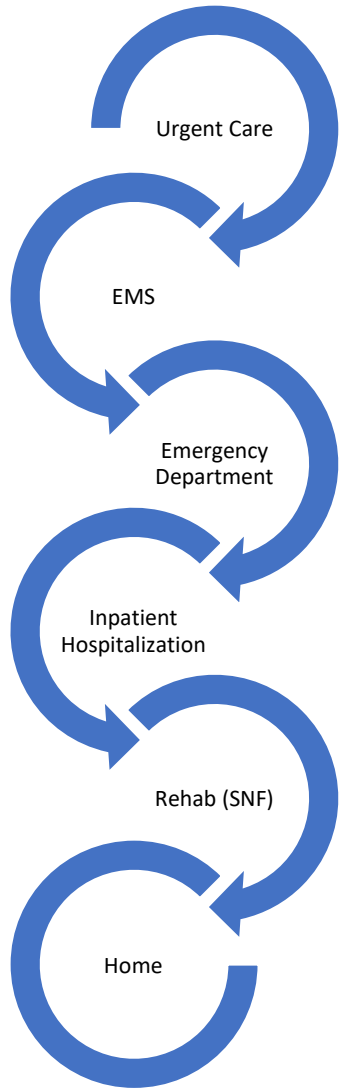 Urgent Care
EMS
Emergency
Department
Inpatient
Hospitalization
Rehab (SNF)
Home